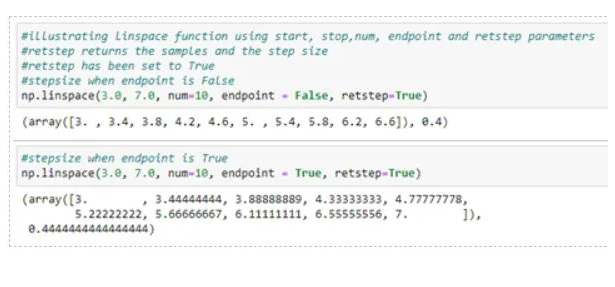 #illustrating linspace function using start, stop,num, endpoint and retstep parameters
#retstep returns the samples and the step size
#retstep has been set to True
#stepsize when endpoint is False
np.linspace(3.0, 7.0, num=10, endpoint = False, retstep=True)
(array([3. , 3.4, 3.8, 4.2, 4.6, 5. , 5.4, 5.8, 6.2, 6.6]), 0.4)
#stepsize when endpoint is True
np.linspace(3.0, 7.0, num=10, endpoint = True, retstep=True)
(array([3.        , 3.44444444, 3.88888889, 4.33333333, 4.77777778,
5.22222222, 5.66666667, 6.11111111, 6.55555556, 7.        ]),
0.4444444444444444)